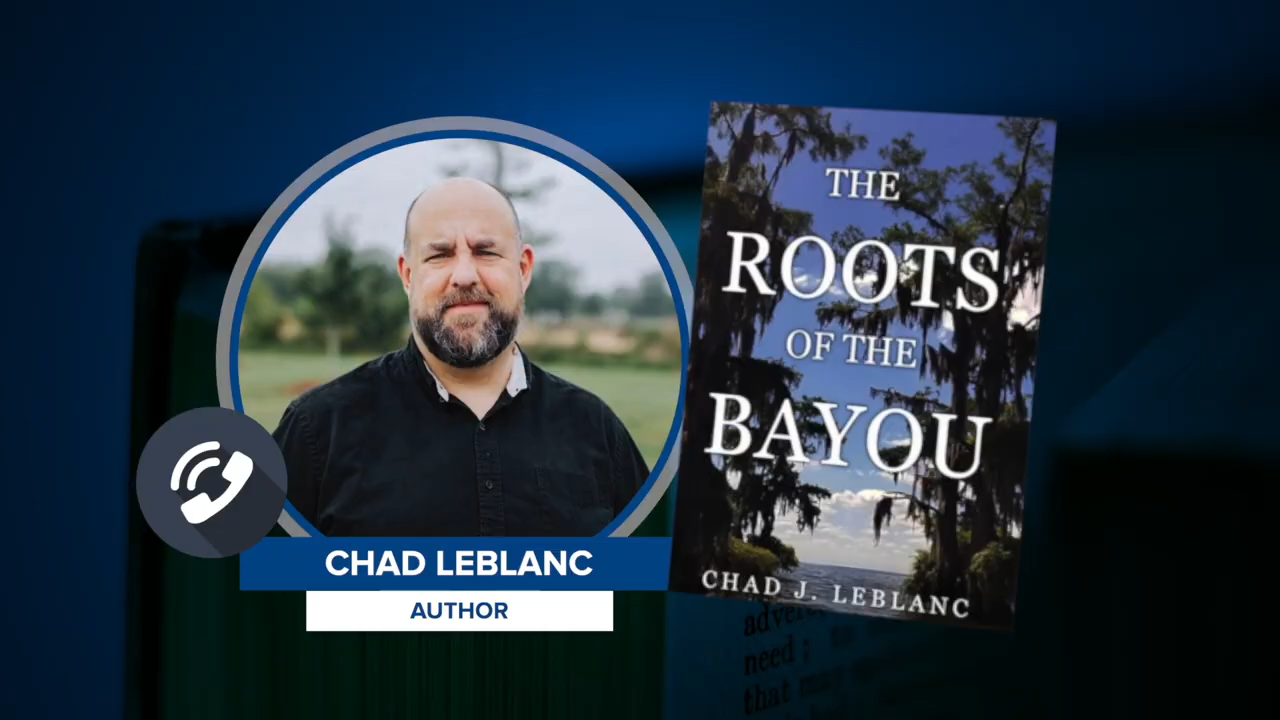 CHAD LEBLANC
AUTHOR
THE
ROOTS
OF THE
BAYOU
CHAD J. LEBLANC
need;
that